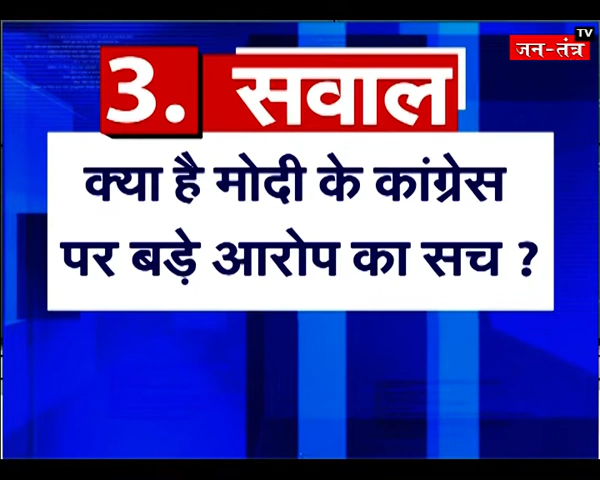 TV
जन-तंत्र
3. सवाल
क्या है मोदी के कांग्रेस
पर बड़े आरोप का सच ?